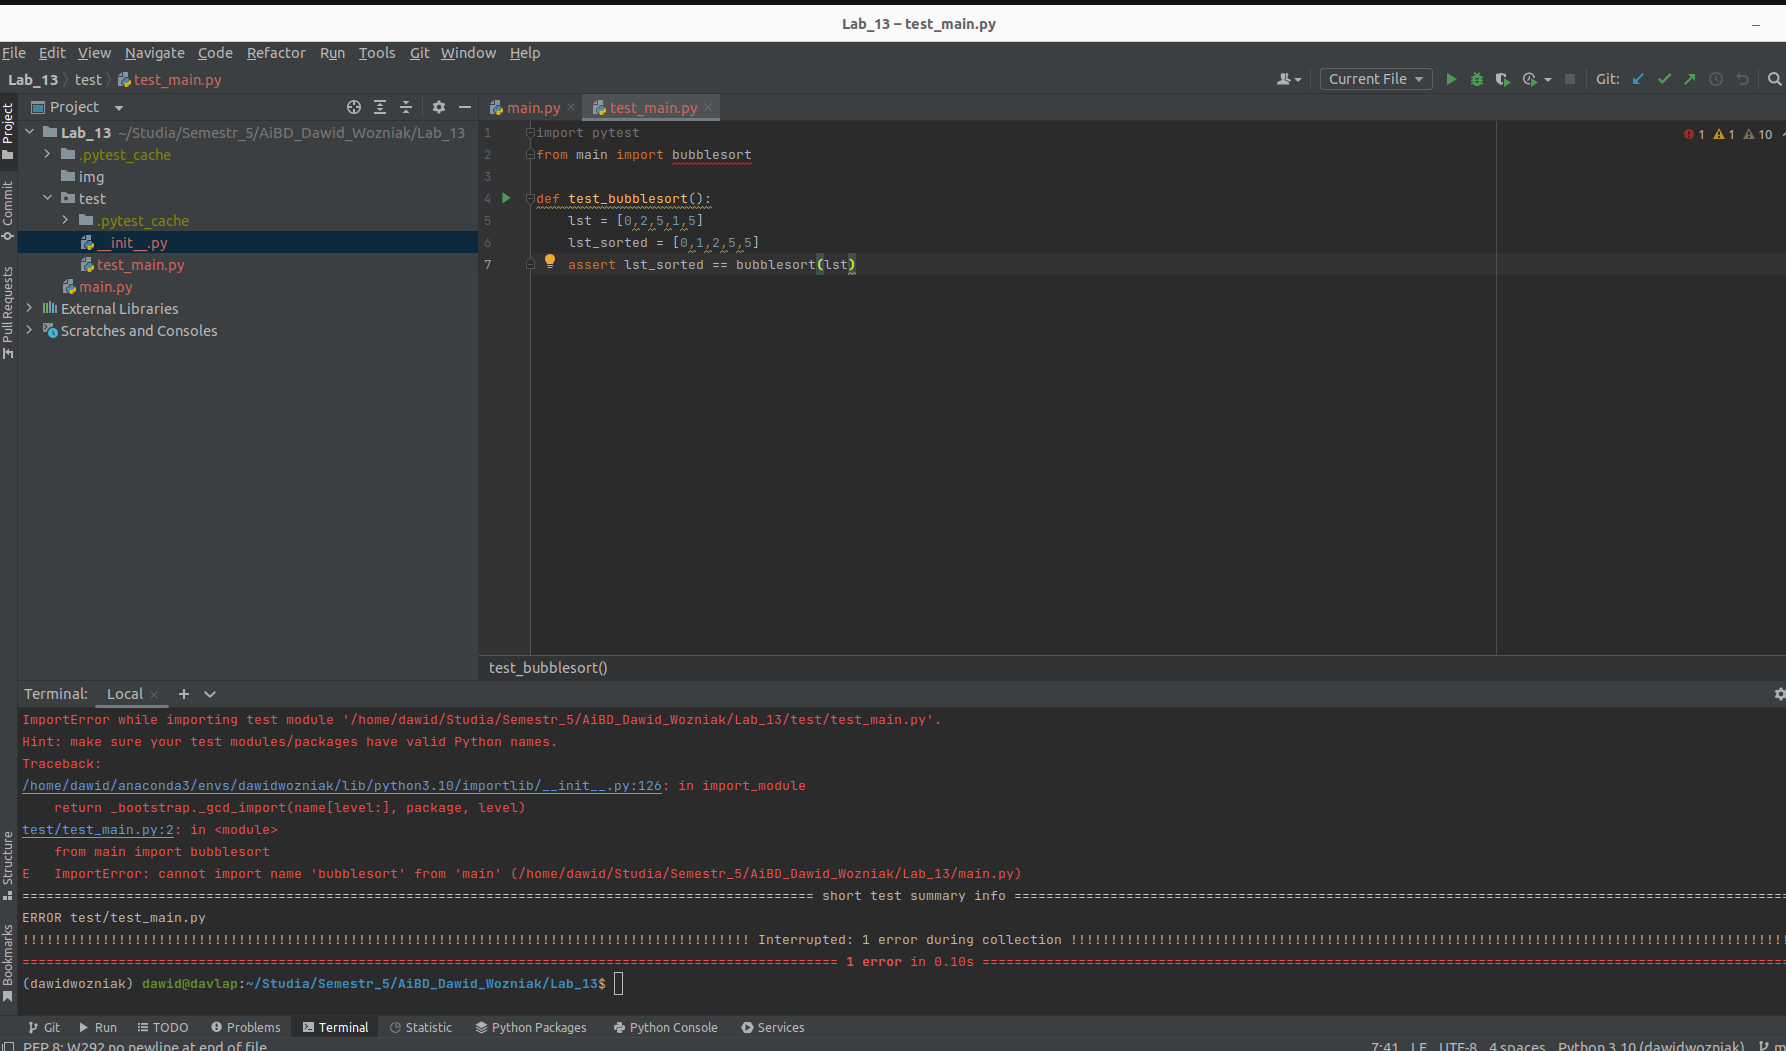 Lab_13 – test_main.py
File Edit View Navigate Code Refactor Run Tools Git Window Help
Lab_13 test test_main.py Current File Git:
Project
main.py test_main.py
Lab_13 ~/Studia/Semestr_5/AiBD_Dawid_Wozniak/Lab_13
.pytest_cache
img
test
.pytest_cache
__init__.py
test_main.py
main.py
External Libraries
Scratches and Consoles
Project
Commit
Pull Requests
Structure
Bookmarks
1 import pytest
2 from main import bubblesort
3
4 def test_bubblesort():
5 lst = [0,2,5,1,5]
6 lst_sorted = [0,1,2,5,5]
7 assert lst_sorted == bubblesort(lst)
1 1 10
test_bubblesort()
Terminal: Local
ImportError while importing test module '/home/dawid/Studia/Semestr_5/AiBD_Dawid_Wozniak/Lab_13/test/test_main.py'.
Hint: make sure your test modules/packages have valid Python names.
Traceback:
/home/dawid/anaconda3/envs/dawidwozniak/lib/python3.10/importlib/__init__.py:126: in import_module
return _bootstrap._gcd_import(name[level:], package, level)
test/test_main.py:2: in <module>
from main import bubblesort
E ImportError: cannot import name 'bubblesort' from 'main' (/home/dawid/Studia/Semestr_5/AiBD_Dawid_Wozniak/Lab_13/main.py)
short test summary info
ERROR test/test_main.py
Interrupted: 1 error during collection
1 error in 0.10s
(dawidwozniak) dawid@davlap:~/Studia/Semestr_5/AiBD_Dawid_Wozniak/Lab_13$
Git Run TODO Problems Terminal Statistic Python Packages Python Console Services
PEP 8: W292 no newline at end of file 7:41 LF UTF-8 4 spaces Python 3.10 (dawidwozniak)